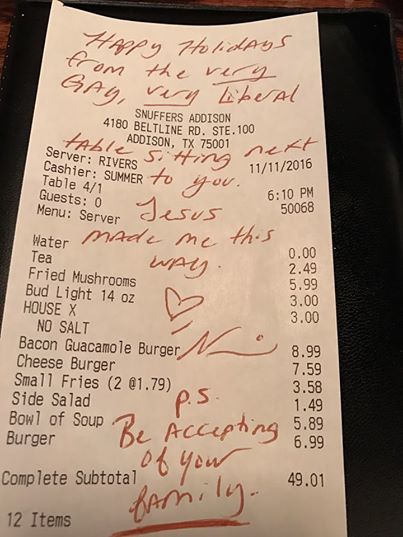 Happy Holidays
from the very
Gay, very Liberal
SNUFFERS ADDISON
4180 BELTLINE RD. STE.100
ADDISON, TX 75001
table sitting next
Server: RIVERS 11/11/2016
Cashier: SUMMER
to you.
Table 4/1 6:10 PM
Guests: 0 50068
Jesus
Menu: Server
made me this
way.
Water 0.00
Tea 2.49
Fried Mushrooms 5.99
Bud Light 14 oz 3.00
HOUSE X 3.00
NO SALT
Bacon Guacamole Burger 8.99
Cheese Burger 7.59
Small Fries (2 @1.79) 3.58
Side Salad 1.49
P.S.
Bowl of Soup 5.89
Burger 6.99
Be Accepting
of your
Complete Subtotal 49.01
family.
12 Items